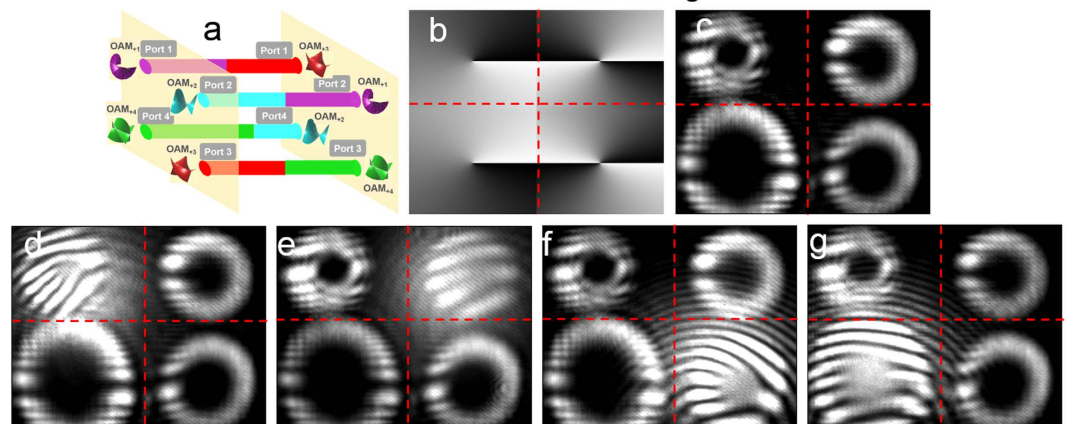 a
OAM+1
Port 1
Port 1
OAM+3
OAM+2
Port 2
Port 2
OAM+1
OAM+4
Port 4
Port4
OAM+2
OAM+3
Port 3
Port 3
OAM+4
b
c
d
e
f
g